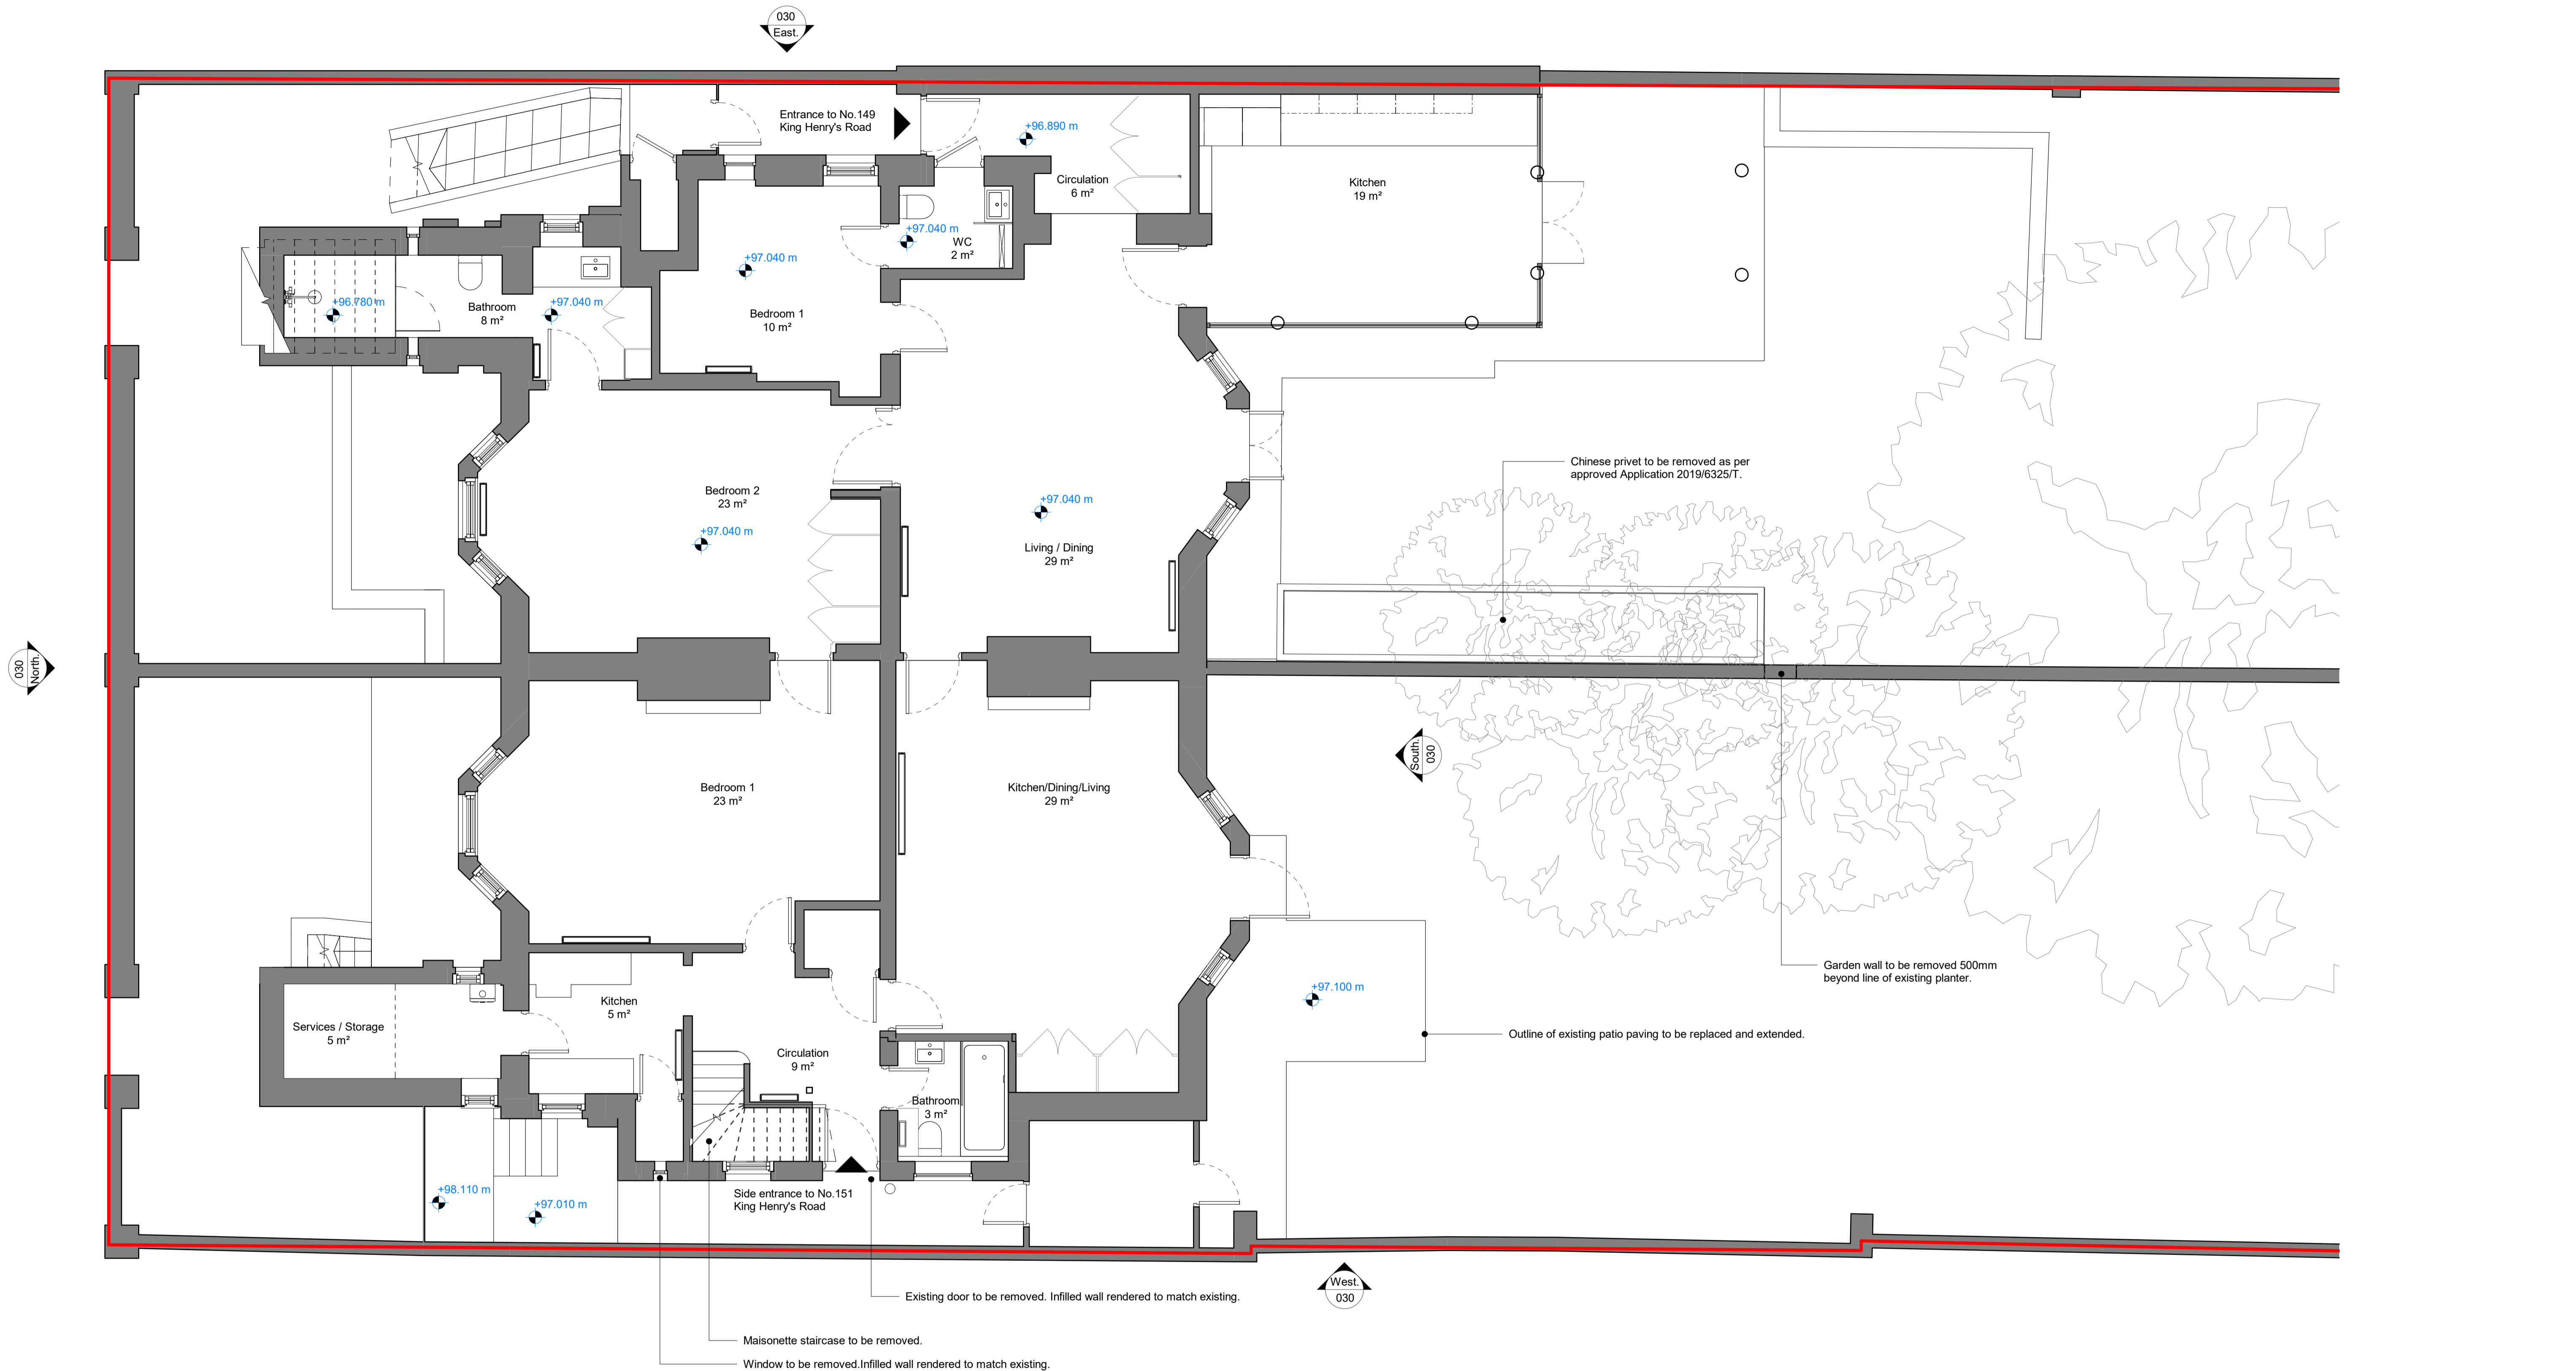 030
East.
Entrance to No.149
King Henry's Road
+96.890 m
Circulation
6 m²
Kitchen
19 m²
+97.040 m
WC
2 m²
+97.040 m
Bedroom 1
10 m²
+96.780 m
Bathroom
8 m²
+97.040 m
Chinese privet to be removed as per
approved Application 2019/6325/T.
Bedroom 2
23 m²
+97.040 m
+97.040 m
Living / Dining
29 m²
030
North.
South.
030
Bedroom 1
23 m²
Kitchen/Dining/Living
29 m²
Garden wall to be removed 500mm
beyond line of existing planter.
+97.100 m
Kitchen
5 m²
Services / Storage
5 m²
Outline of existing patio paving to be replaced and extended.
Circulation
9 m²
Bathroom
3 m²
+98.110 m
+97.010 m
Side entrance to No.151
King Henry's Road
West.
030
Existing door to be removed. Infilled wall rendered to match existing.
Maisonette staircase to be removed.
Window to be removed.Infilled wall rendered to match existing.